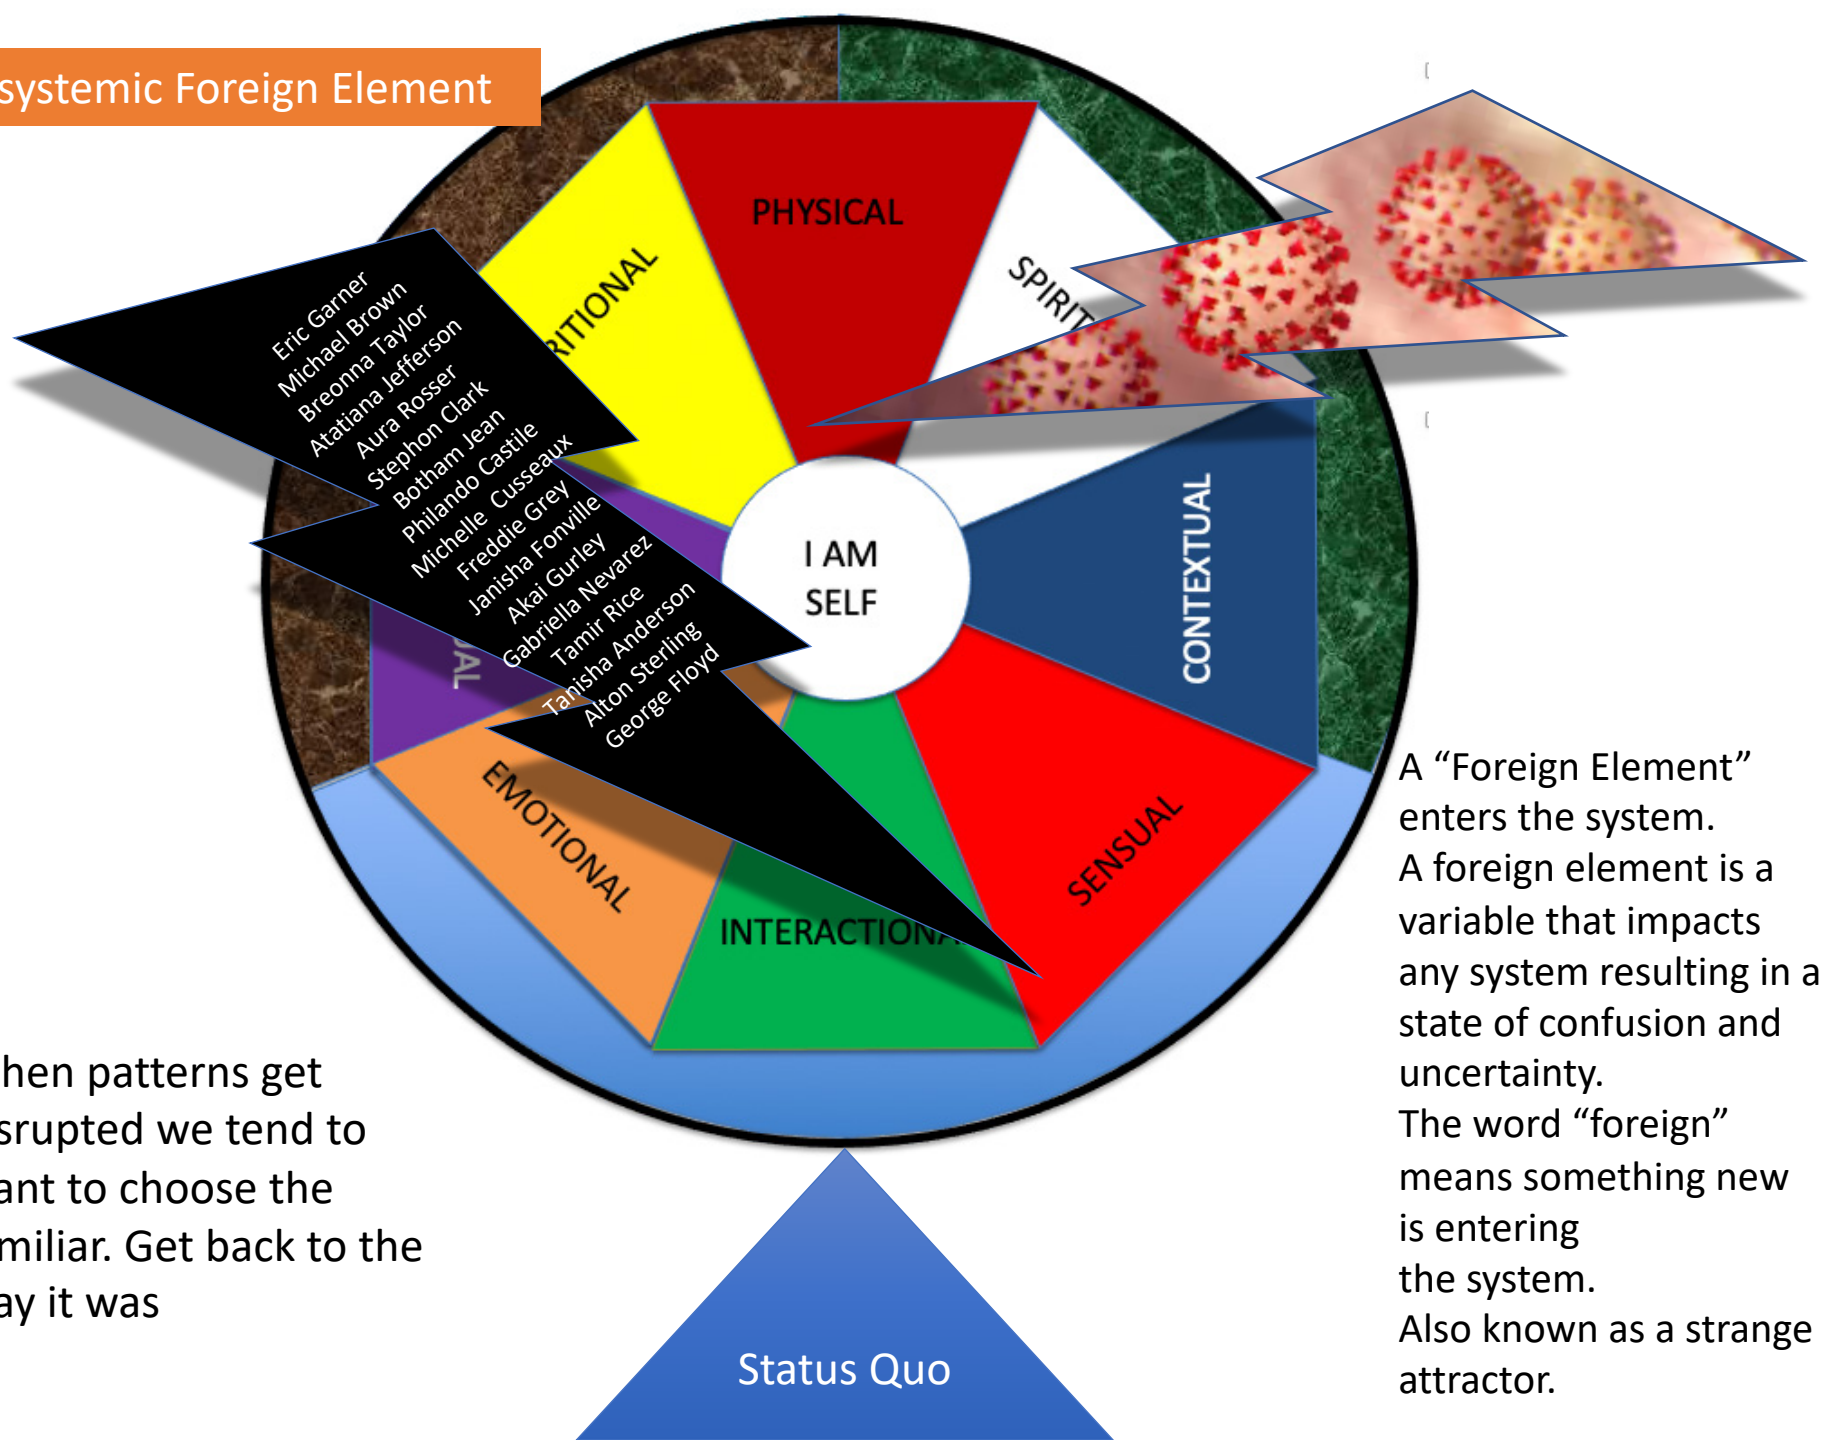 systemic Foreign Element
PHYSICAL
RITIONAL
SPIRIT
Eric Garner
Michael Brown
Breonna Taylor
Atatiana Jefferson
Aura Rosser
Stephon Clark
Botham Jean
Philando Castile
Michelle Cusseaux
Freddie Grey
Janisha Fonville
Akai Gurley
Gabriella Nevarez
Tamir Rice
Tanisha Anderson
Alton Sterling
George Floyd
I AM
SELF
CONTEXTUAL
UAL
EMOTIONAL
INTERACTIONA
SENSUAL
A “Foreign Element”
enters the system.
A foreign element is a
variable that impacts
any system resulting in a
state of confusion and
uncertainty.
The word “foreign”
means something new
is entering
the system.
Also known as a strange
attractor.
hen patterns get
srupted we tend to
ant to choose the
miliar. Get back to the
ay it was
Status Quo